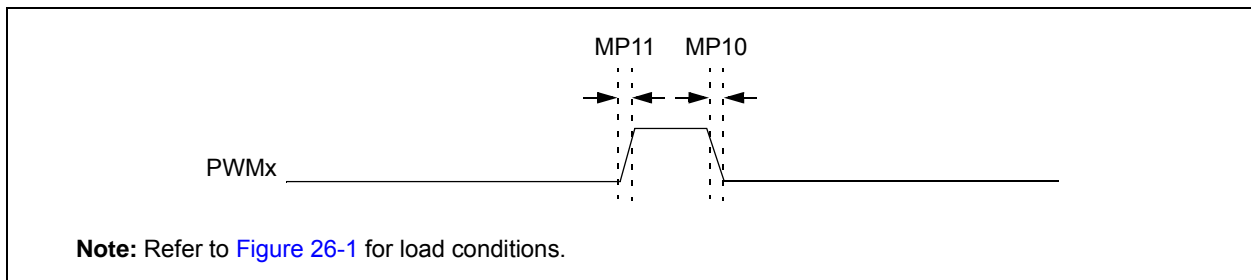 MP11 MP10
PWMx
Note: Refer to Figure 26-1 for load conditions.